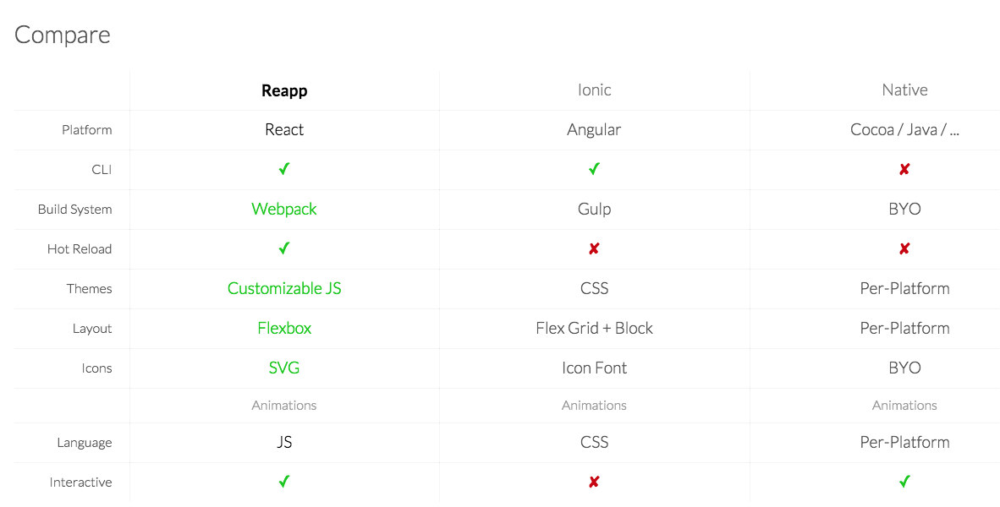 Compare
Reapp Ionic Native
Platform React Angular Cocoa / Java / ...
CLI ✓ ✓ ✘
Build System Webpack Gulp BYO
Hot Reload ✓ ✘ ✘
Themes Customizable JS CSS Per-Platform
Layout Flexbox Flex Grid + Block Per-Platform
Icons SVG Icon Font BYO
Animations Animations Animations
Language JS CSS Per-Platform
Interactive ✓ ✘ ✓